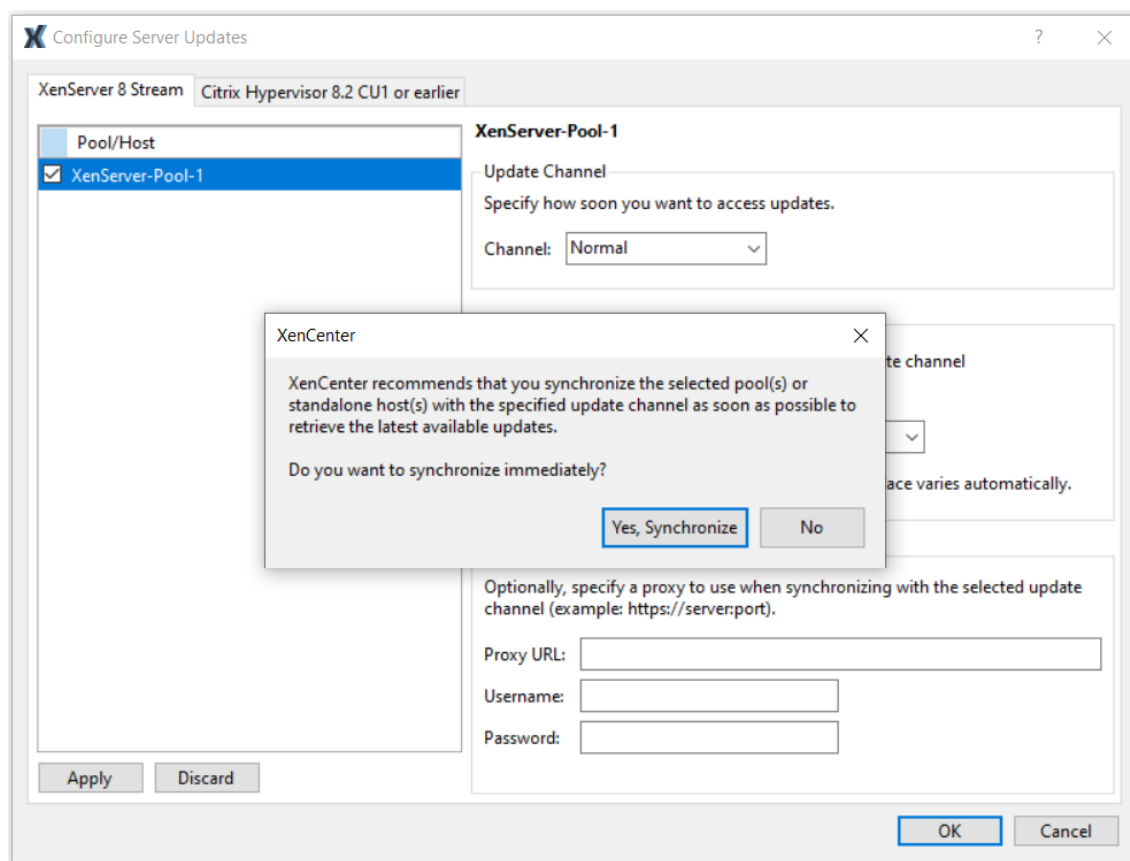 Configure Server Updates
XenServer 8 Stream
Citrix Hypervisor 8.2 CU1 or earlier
Pool/Host
XenServer-Pool-1
XenServer-Pool-1
Update Channel
Specify how soon you want to access updates.
Channel: Normal
te channel
ace varies automatically.
XenCenter
XenCenter recommends that you synchronize the selected pool(s) or
standalone host(s) with the specified update channel as soon as possible to
retrieve the latest available updates.
Do you want to synchronize immediately?
Yes, Synchronize
No
Optionally, specify a proxy to use when synchronizing with the selected update
channel (example: https://server:port).
Proxy URL:
Username:
Password:
Apply
Discard
OK
Cancel